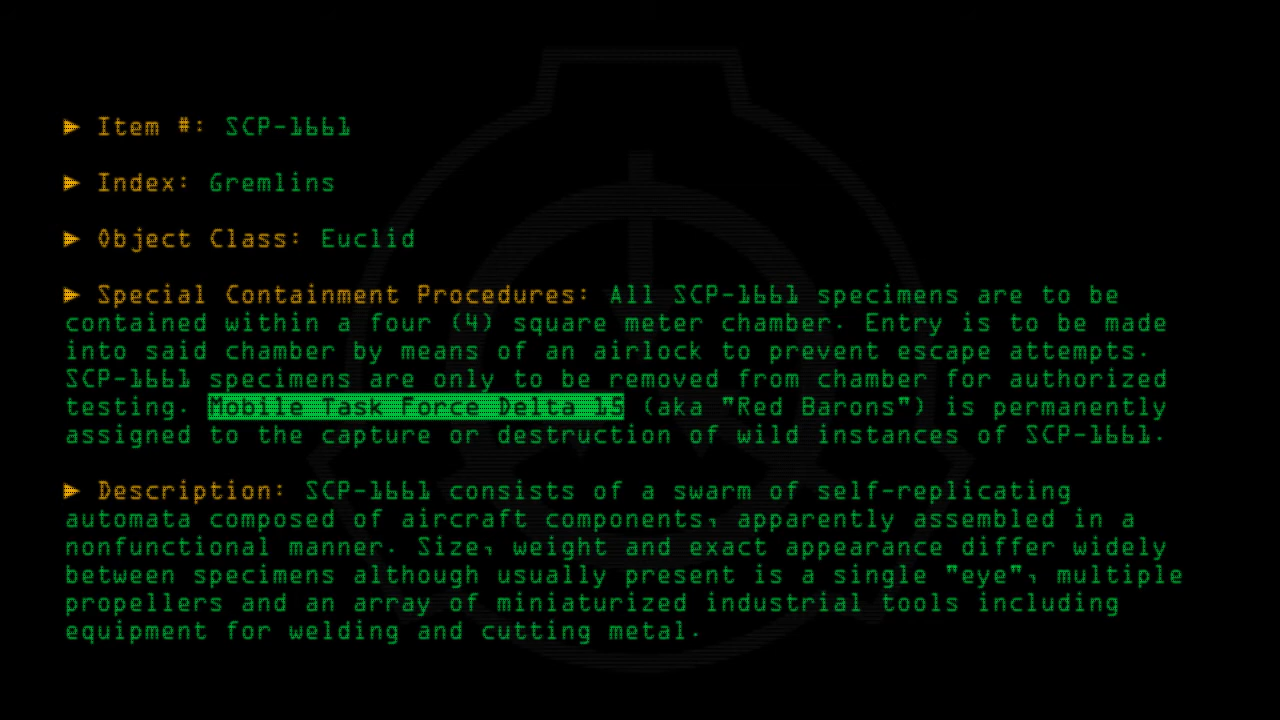 ► Item #: SCP-1661
► Index: Gremlins
► Object Class: Euclid
► Special Containment Procedures: All SCP-1661 specimens are to be
contained within a four (4) square meter chamber. Entry is to be made
into said chamber by means of an airlock to prevent escape attempts.
SCP-1661 specimens are only to be removed from chamber for authorized
testing. Mobile Task Force Delta 15 (aka "Red Barons") is permanently
assigned to the capture or destruction of wild instances of SCP-1661.
► Description: SCP-1661 consists of a swarm of self-replicating
automata composed of aircraft components, apparently assembled in a
nonfunctional manner. Size, weight and exact appearance differ widely
between specimens although usually present is a single "eye", multiple
propellers and an array of miniaturized industrial tools including
equipment for welding and cutting metal.